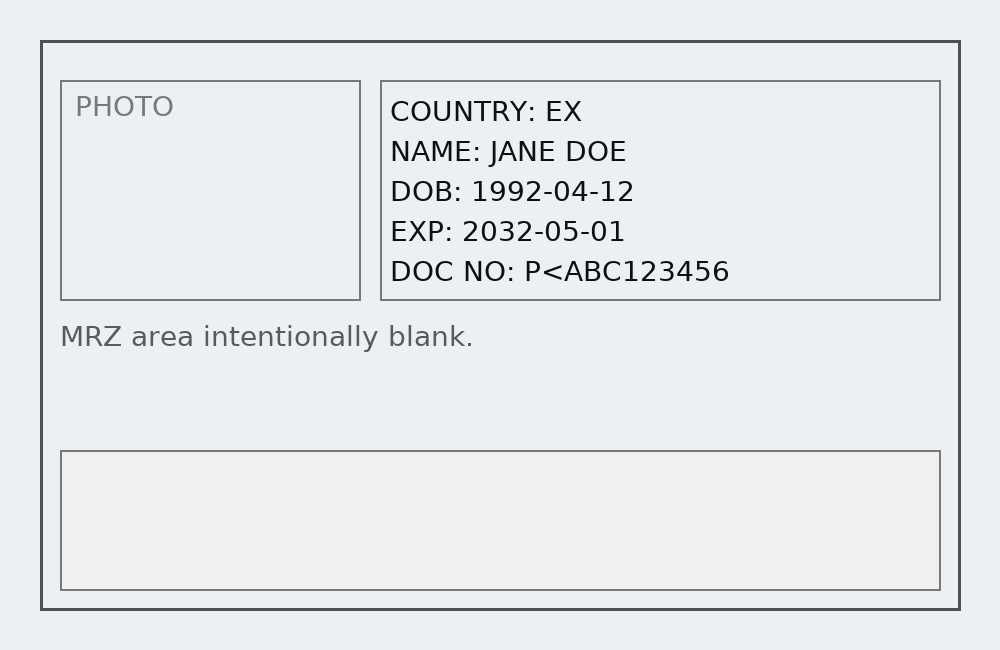 PHOTO
COUNTRY: EX
NAME: JANE DOE
DOB: 1992-04-12
EXP: 2032-05-01
DOC NO: P<ABC123456
MRZ area intentionally blank.